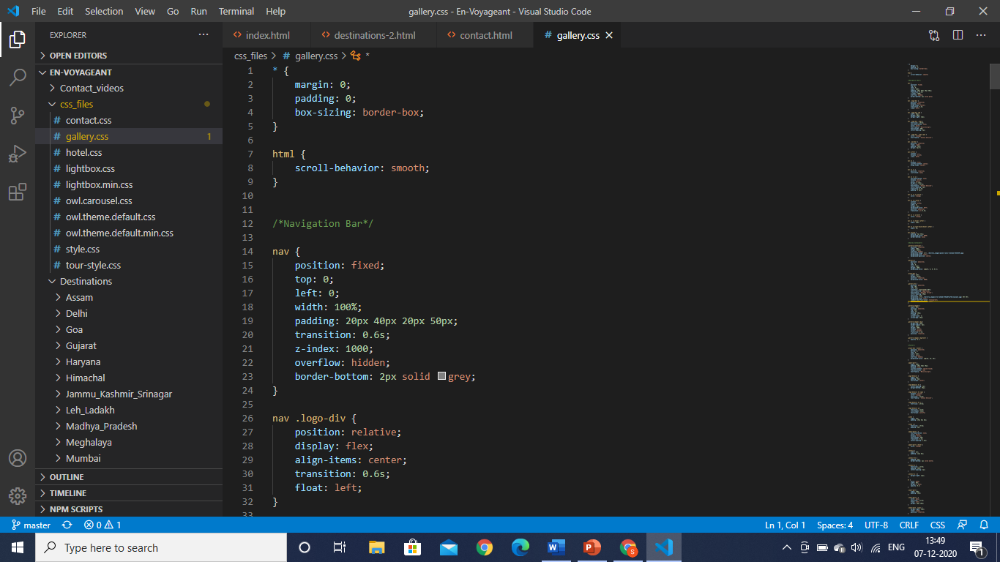 File Edit Selection View Go Run Terminal Help gallery.css - En-Voyageant - Visual Studio Code
EXPLORER
index.html destinations-2.html contact.html # gallery.css
OPEN EDITORS
EN-VOYAGEANT
Contact_videos
css_files
# contact.css
# gallery.css 1
# hotel.css
# lightbox.css
# lightbox.min.css
# owl.carousel.css
# owl.theme.default.css
# owl.theme.default.min.css
# style.css
# tour-style.css
Destinations
Assam
Delhi
Goa
Gujarat
Haryana
Himachal
Jammu_Kashmir_Srinagar
Leh_Ladakh
Madhya_Pradesh
Meghalaya
Mumbai
OUTLINE
TIMELINE
NPM SCRIPTS
css_files > # gallery.css > *
1 * {
2 margin: 0;
3 padding: 0;
4 box-sizing: border-box;
5 }
6
7 html {
8 scroll-behavior: smooth;
9 }
10
11
12 /*Navigation Bar*/
13
14 nav {
15 position: fixed;
16 top: 0;
17 left: 0;
18 width: 100%;
19 padding: 20px 40px 20px 50px;
20 transition: 0.6s;
21 z-index: 1000;
22 overflow: hidden;
23 border-bottom: 2px solid grey;
24 }
25
26 nav .logo-div {
27 position: relative;
28 display: flex;
29 align-items: center;
30 transition: 0.6s;
31 float: left;
32 }
33
master 0 1 Ln 1, Col 1 Spaces: 4 UTF-8 CRLF CSS
Type here to search
W P S ENG
13:49
07-12-2020
1